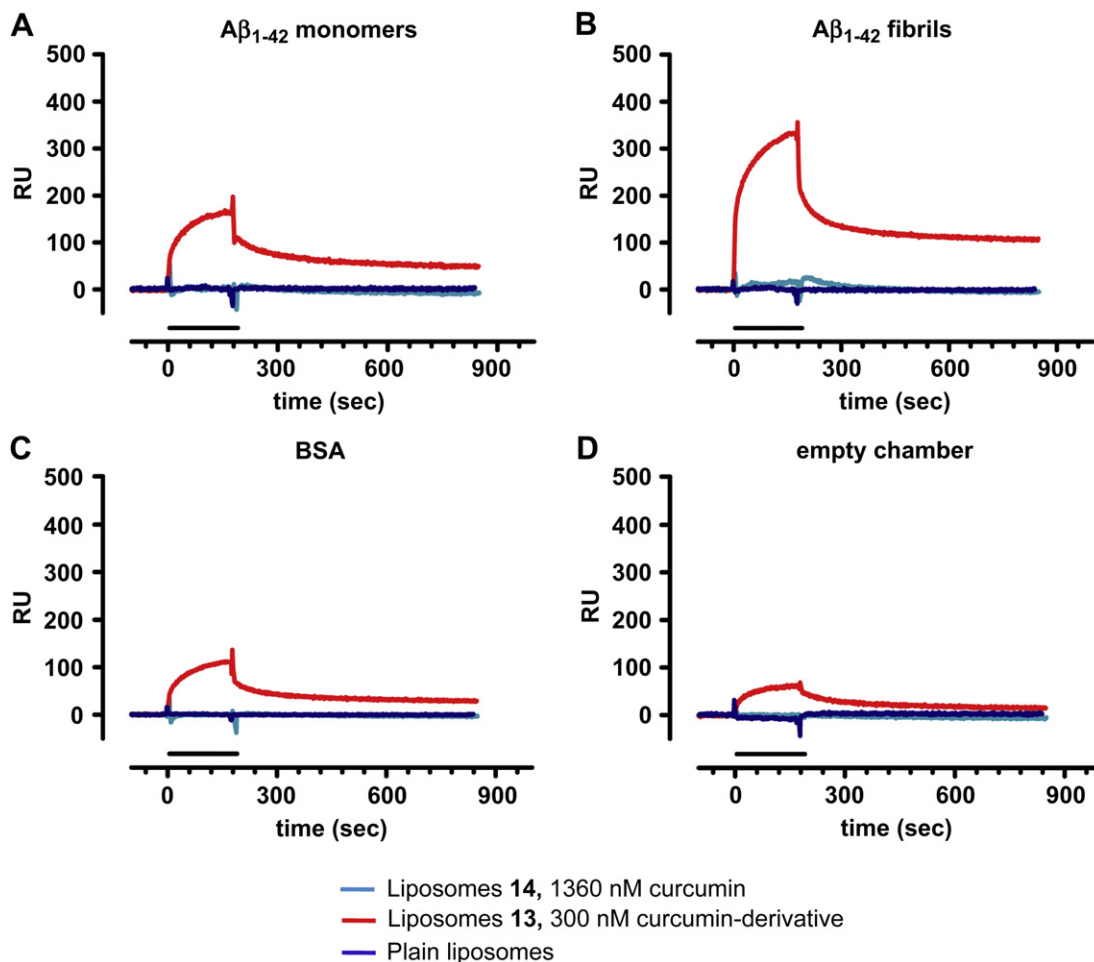 A
Aβ1-42 monomers
500
400
300
200
100
0
RU
0 300 600 900
time (sec)
B
Aβ1-42 fibrils
500
400
300
200
100
0
RU
0 300 600 900
time (sec)
C
BSA
500
400
300
200
100
0
RU
0 300 600 900
time (sec)
D
empty chamber
500
400
300
200
100
0
RU
0 300 600 900
time (sec)
Liposomes 14, 1360 nM curcumin
Liposomes 13, 300 nM curcumin-derivative
Plain liposomes